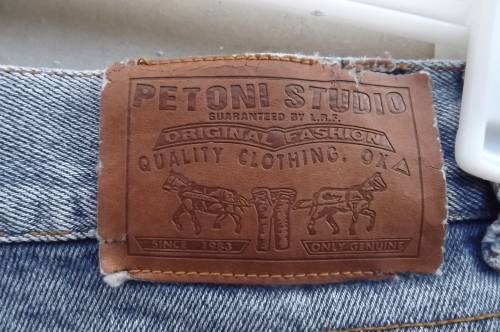 PETONI STUDIO
GUARANTEED BY L.R.F.
ORIGINAL FASHION
QUALITY CLOTHING. OX
SINCE 1983
ONLY GENUINE